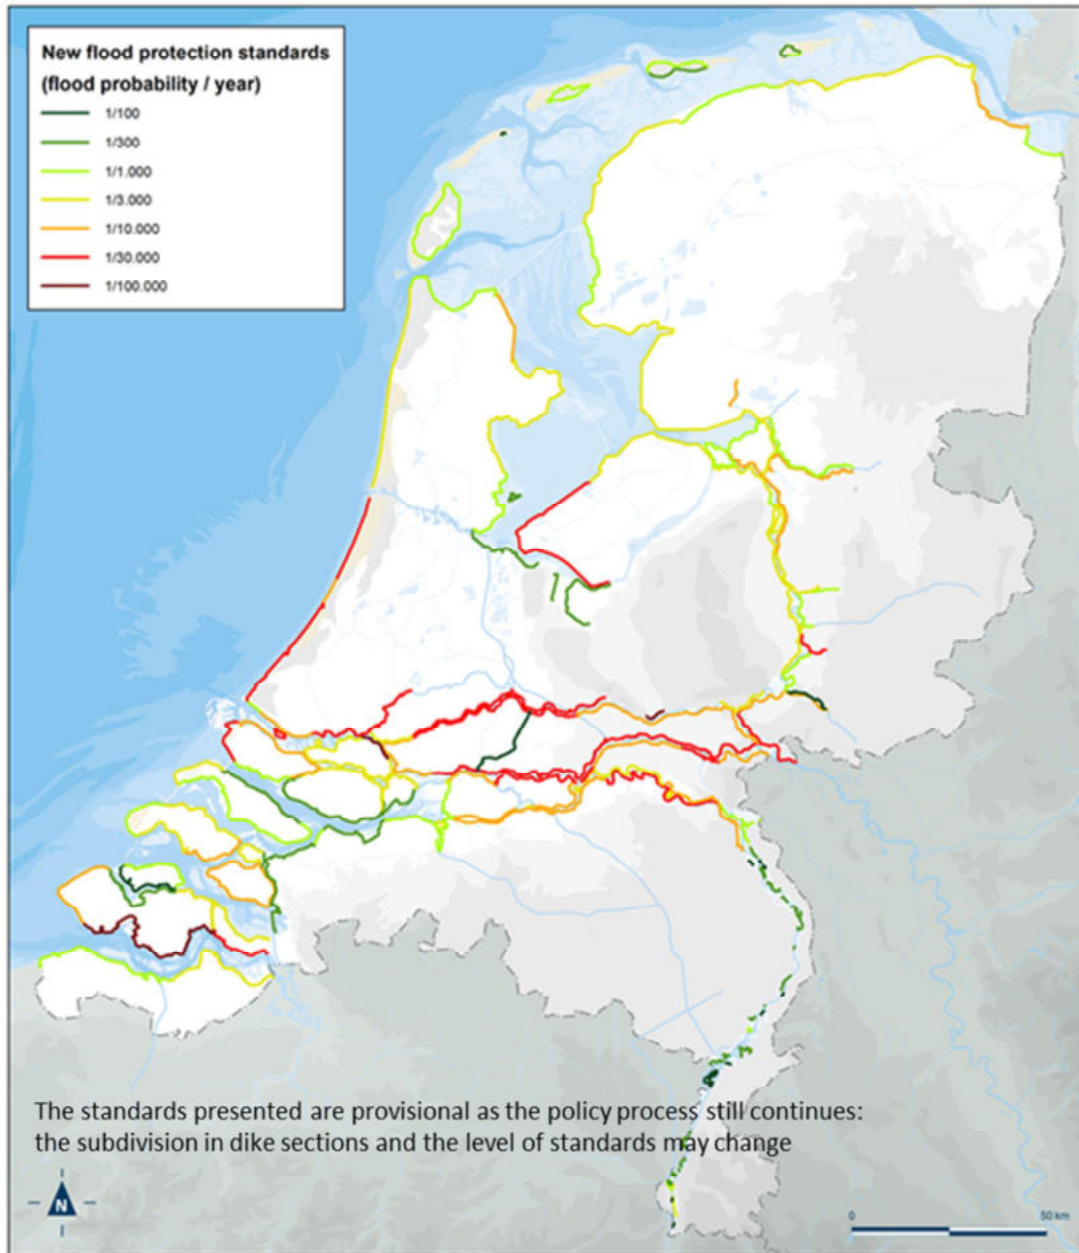 New flood protection standards
(flood probability / year)
1/100
1/300
1/1.000
1/3.000
1/10.000
1/30.000
1/100.000
The standards presented are provisional as the policy process still continues:
the subdivision in dike sections and the level of standards may change
N
0 50 km